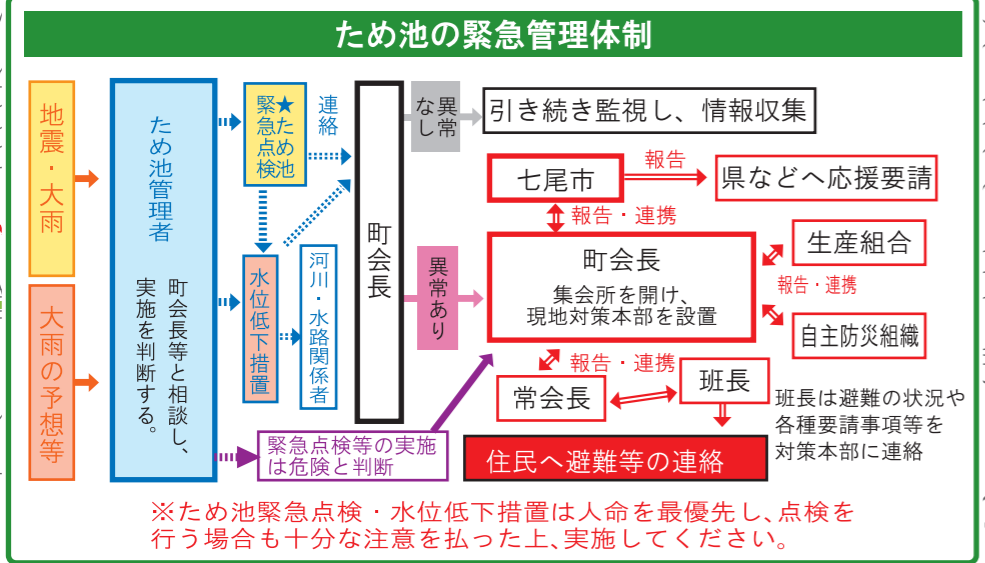 ため池の緊急管理体制
地震・大雨
大雨の予想等
ため池管理者
町会長等と相談し、
実施を判断する。
★ため池
緊急点検
連絡
水位低下措置
河川・水路関係者
緊急点検等の実施
は危険と判断
町会長
異常
なし
引き続き監視し、情報収集
異常あり
七尾市
報告
県などへ応援要請
報告・連携
町会長
集会所を開け、
現地対策本部を設置
生産組合
報告・連携
自主防災組織
報告・連携
常会長
班長
班長は避難の状況や
各種要請事項等を
対策本部に連絡
住民へ避難等の連絡
※ため池緊急点検・水位低下措置は人命を最優先し、点検を
行う場合も十分な注意を払った上、実施してください。